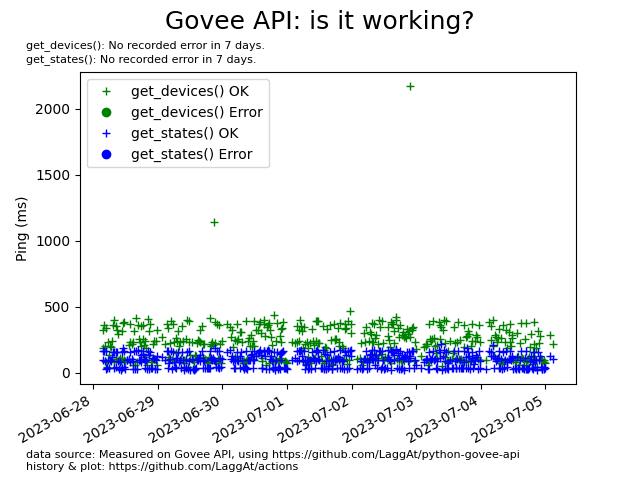 Govee API: is it working?
get_devices(): No recorded error in 7 days.
get_states(): No recorded error in 7 days.
get_devices() OK
get_devices() Error
get_states() OK
get_states() Error
Ping (ms)
2000
1500
1000
500
0
2023-06-28
2023-06-29
2023-06-30
2023-07-01
2023-07-02
2023-07-03
2023-07-04
2023-07-05
data source: Measured on Govee API, using https://github.com/LaggAt/python-govee-api
history & plot: https://github.com/LaggAt/actions